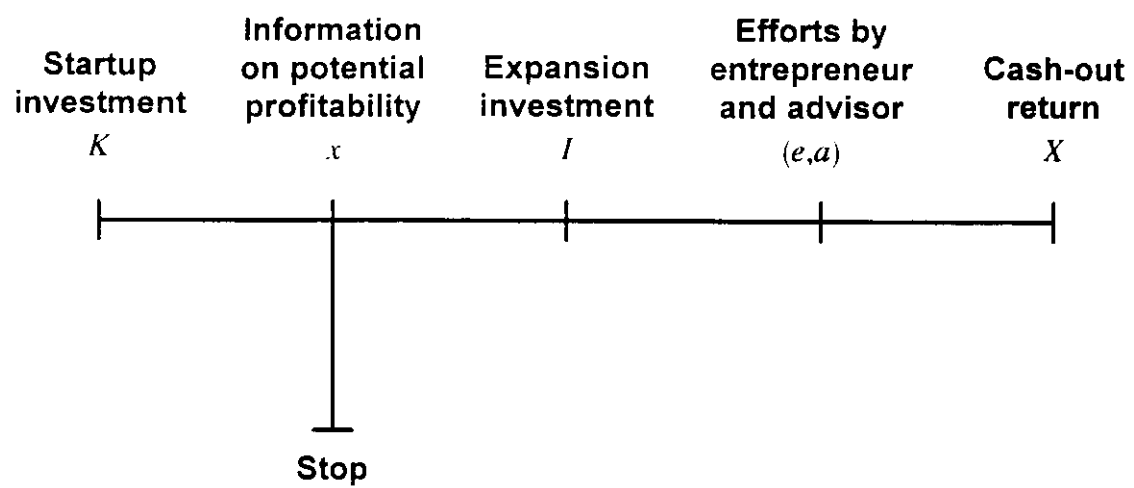 Startup
investment
K
Information
on potential
profitability
x
Expansion
investment
I
Efforts by
entrepreneur
and advisor
(e,a)
Cash-out
return
X
Stop